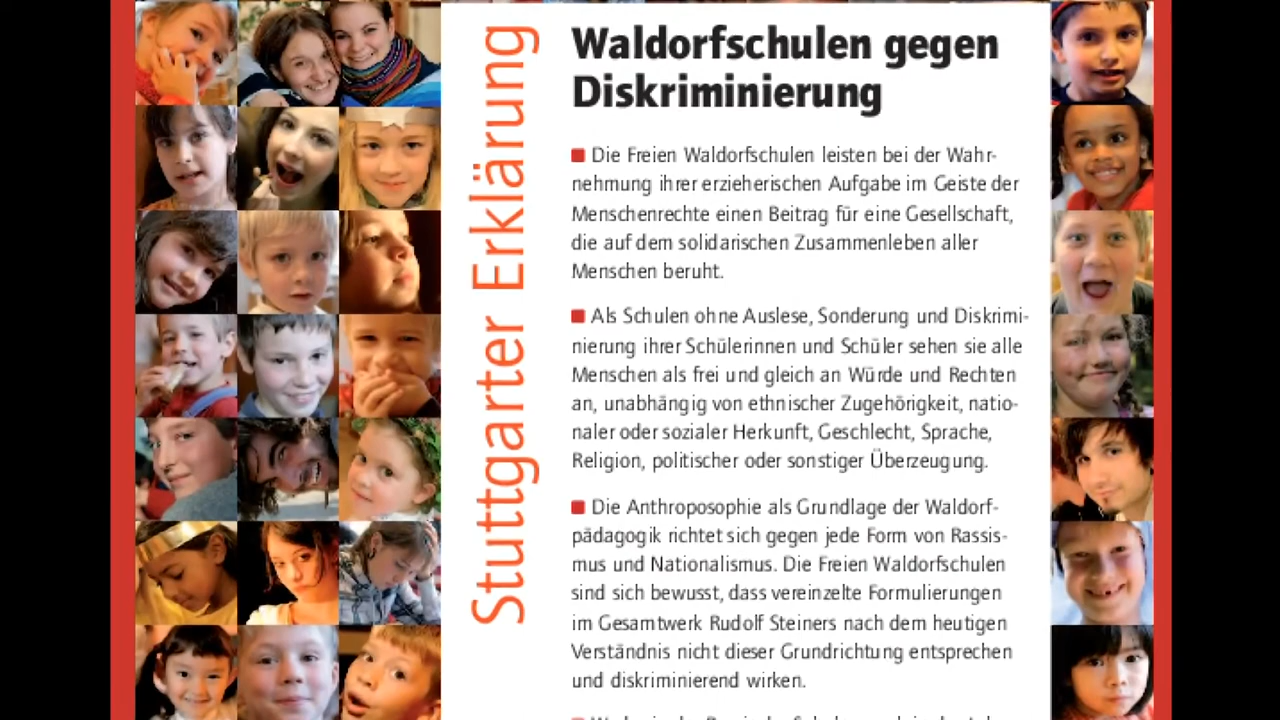 Stuttgarter Erklärung
Waldorfschulen gegen
Diskriminierung
Die Freien Waldorfschulen leisten bei der Wahr-
nehmung ihrer erzieherischen Aufgabe im Geiste der
Menschenrechte einen Beitrag für eine Gesellschaft,
die auf dem solidarischen Zusammenleben aller
Menschen beruht.
Als Schulen ohne Auslese, Sonderung und Diskrimi-
nierung ihrer Schülerinnen und Schüler sehen sie alle
Menschen als frei und gleich an Würde und Rechten
an, unabhängig von ethnischer Zugehörigkeit, natio-
naler oder sozialer Herkunft, Geschlecht, Sprache,
Religion, politischer oder sonstiger Überzeugung.
Die Anthroposophie als Grundlage der Waldorf-
pädagogik richtet sich gegen jede Form von Rassis-
mus und Nationalismus. Die Freien Waldorfschulen
sind sich bewusst, dass vereinzelte Formulierungen
im Gesamtwerk Rudolf Steiners nach dem heutigen
Verständnis nicht dieser Grundrichtung entsprechen
und diskriminierend wirken.